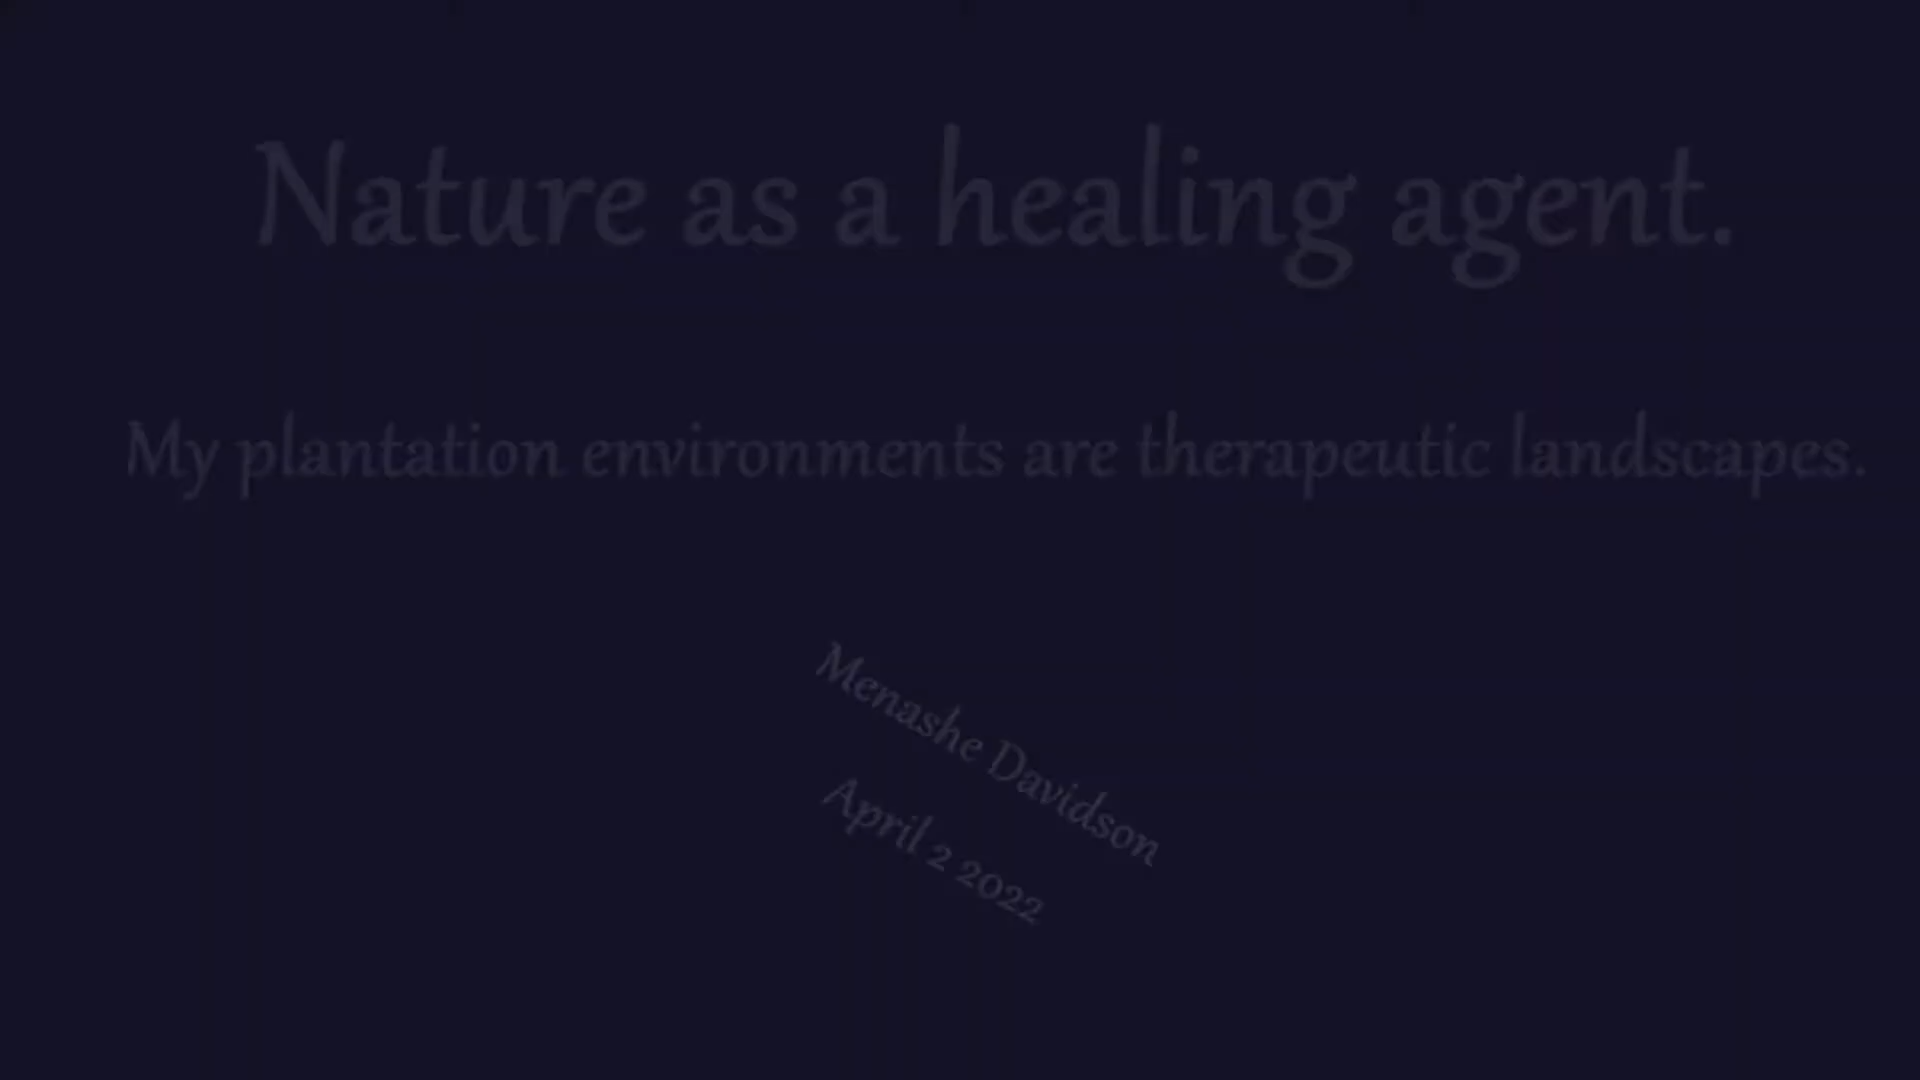 Nature as a healing agent.
My plantation environments are therapeutic landscapes.
Menashe Davidson
April 2 2022